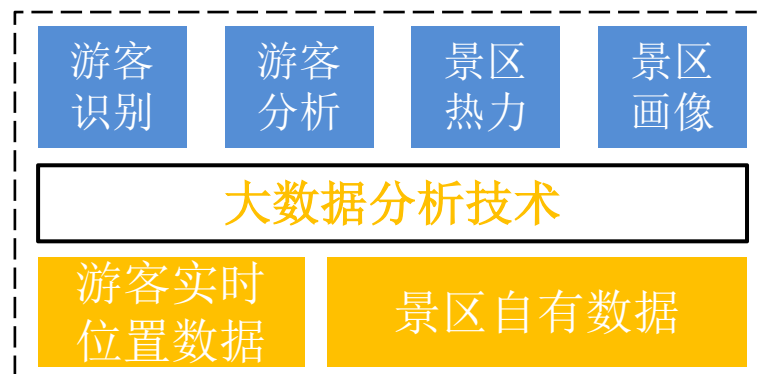 游客
识别
游客
分析
景区
热力
景区
画像
大数据分析技术
游客实时
位置数据
景区自有数据